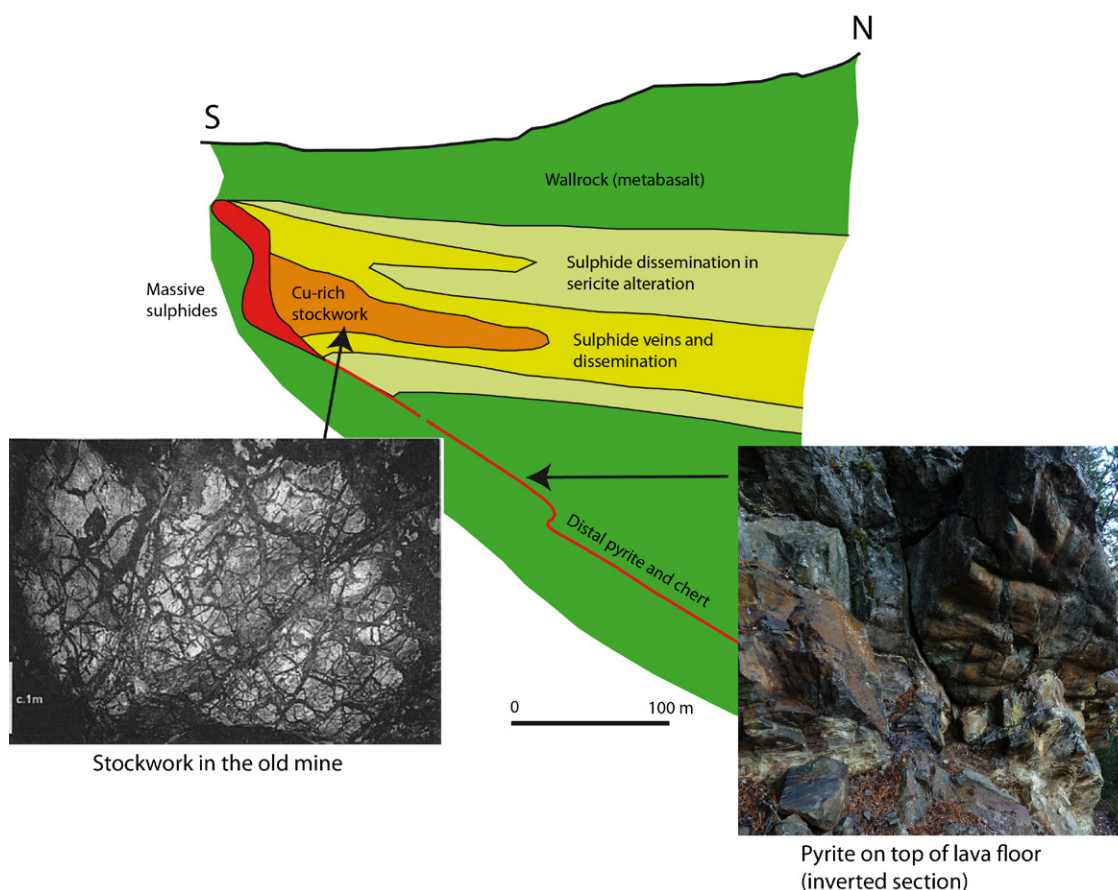 N
S
Wallrock (metabasalt)
Sulphide dissemination in
sericite alteration
Massive
sulphides
Cu-rich
stockwork
Sulphide veins and
dissemination
Distal pyrite and chert
c.1m
0 100 m
Stockwork in the old mine
Pyrite on top of lava floor
(inverted section)